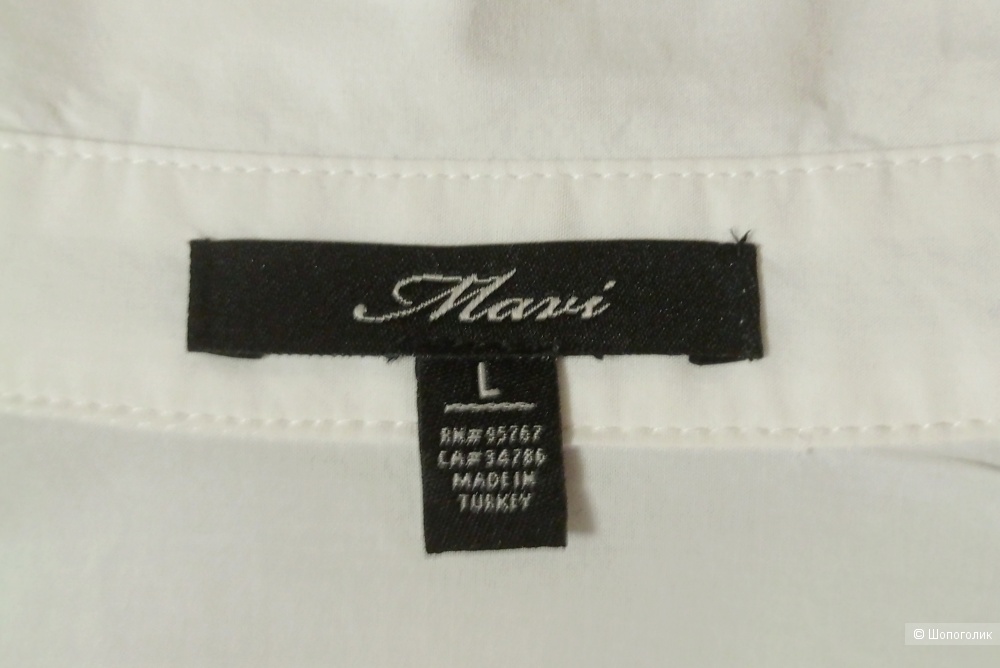 Mavi
L
RN# 95767
CA# 34786
MADE IN
TURKEY
© Шопоголик